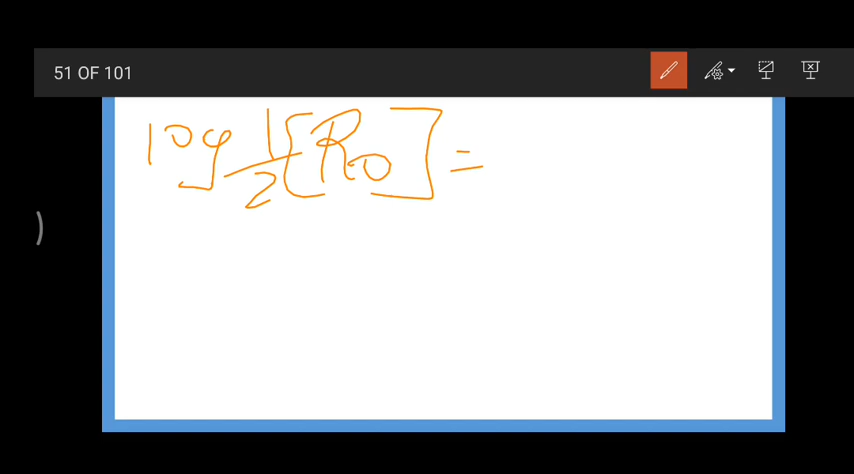 51 OF 101
log 1/2 [R₀] =